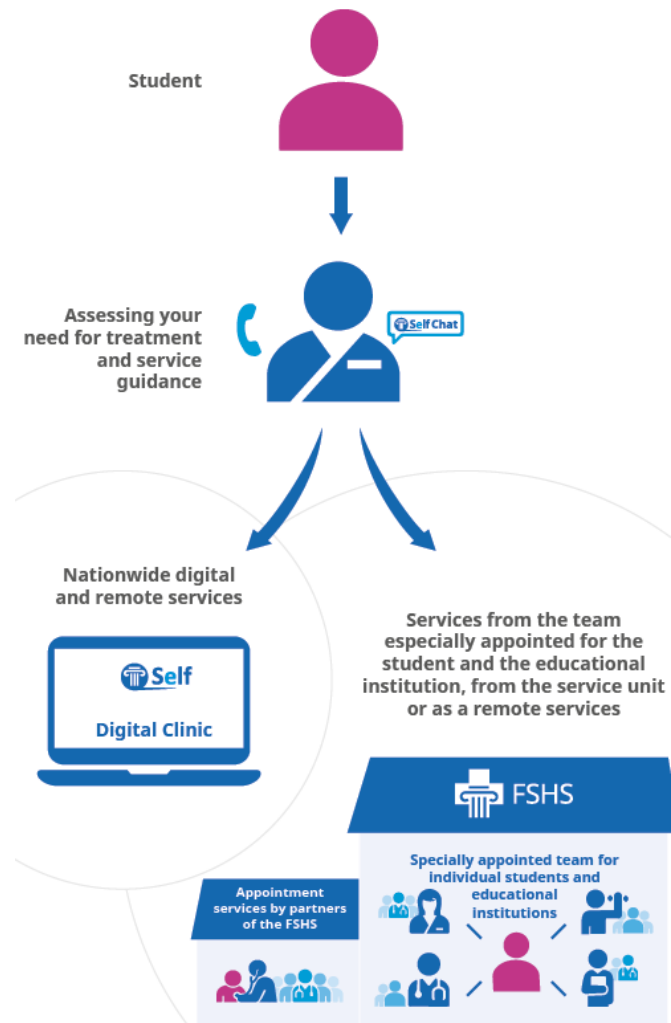 Student
Assessing your
need for treatment
and service
guidance
Self Chat
Nationwide digital
and remote services
Self
Digital Clinic
Services from the team
especially appointed for the
student and the educational
institution, from the service unit
or as a remote services
FSHS
Specially appointed team for
individual students and
educational
institutions
Appointment
services by partners
of the FSHS